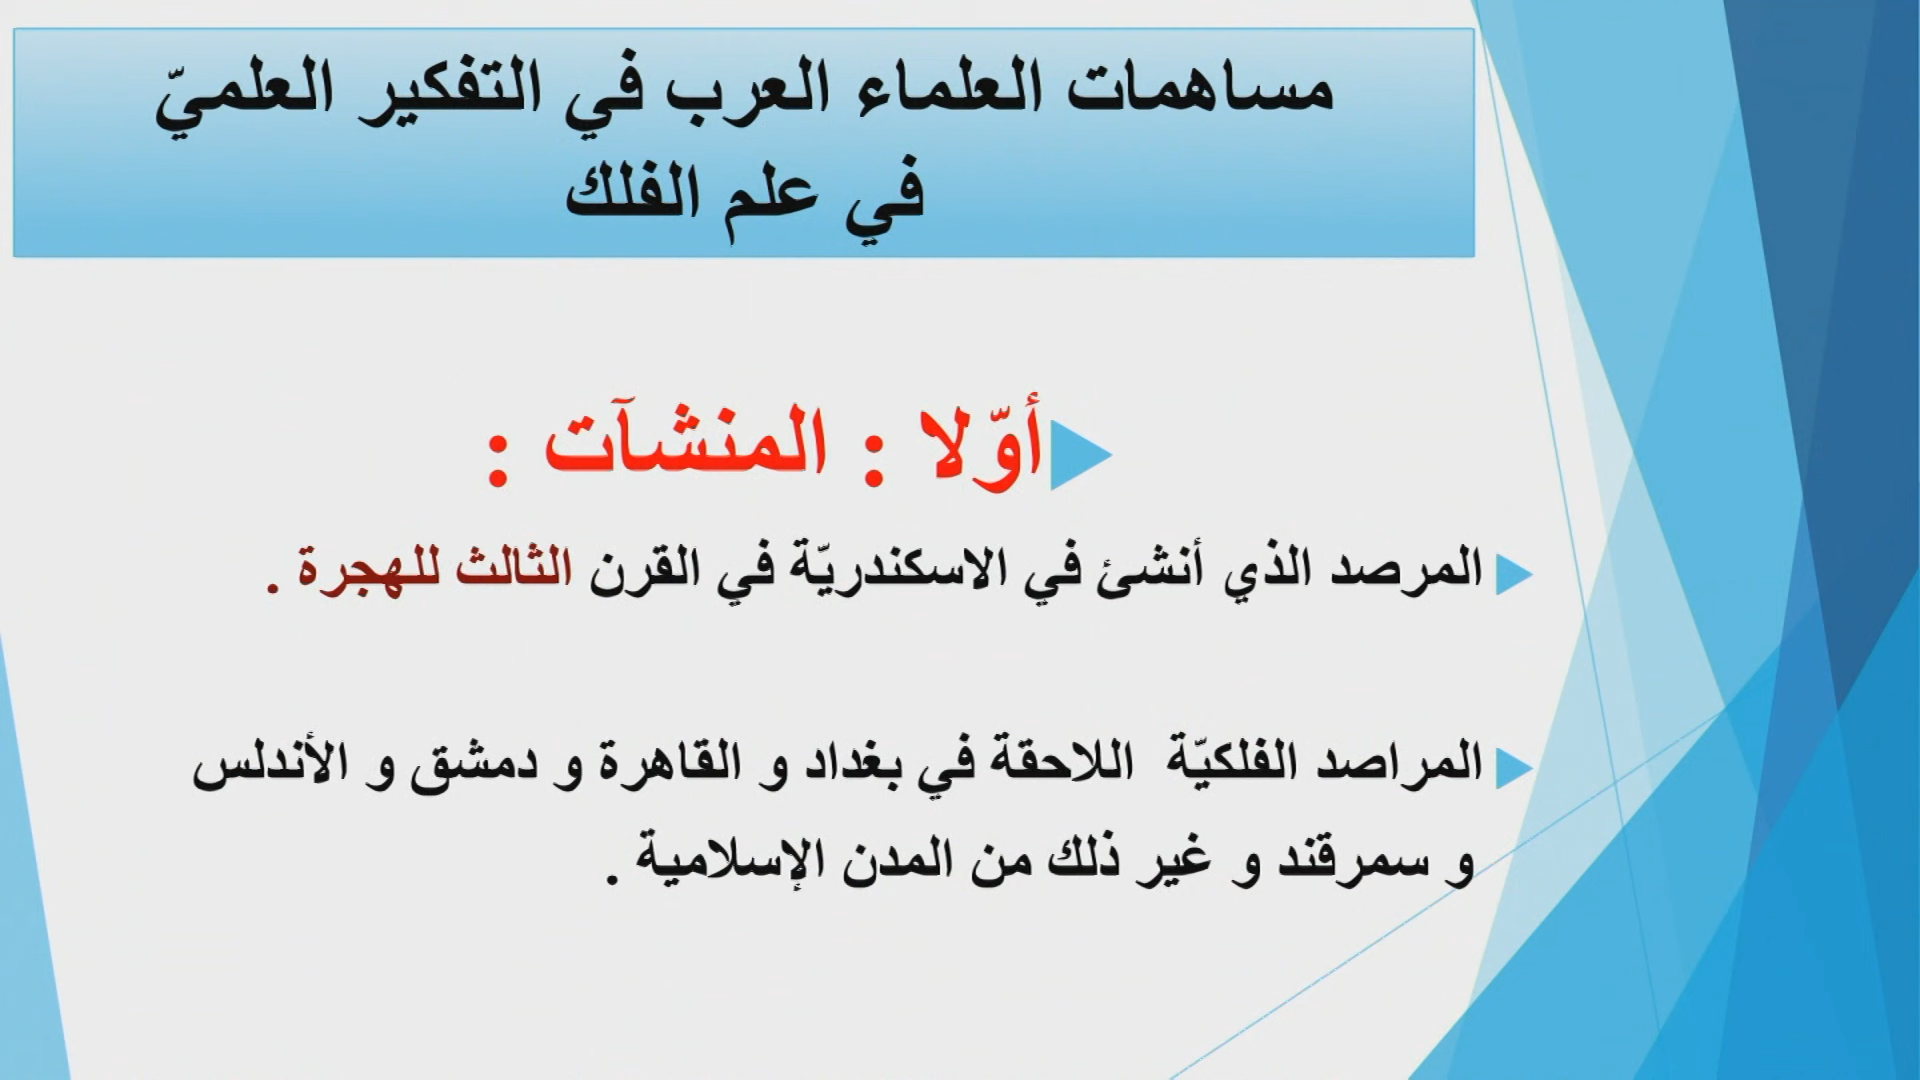 مساهمات العلماء العرب في التفكير العلميّ
في علم الفلك
أوّلا : المنشآت :
المرصد الذي أنشئ في الاسكندريّة في القرن الثالث للهجرة .
المراصد الفلكيّة اللاحقة في بغداد و القاهرة و دمشق و الأندلس
و سمرقند و غير ذلك من المدن الإسلامية .